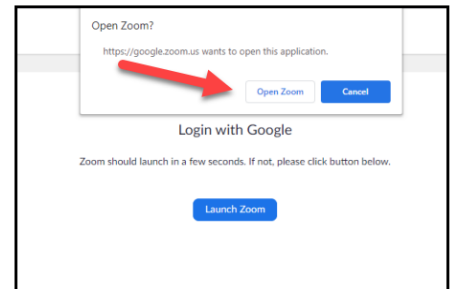 Open Zoom?
https://google.zoom.us wants to open this application.
Open Zoom
Cancel
Login with Google
Zoom should launch in a few seconds. If not, please click button below.
Launch Zoom